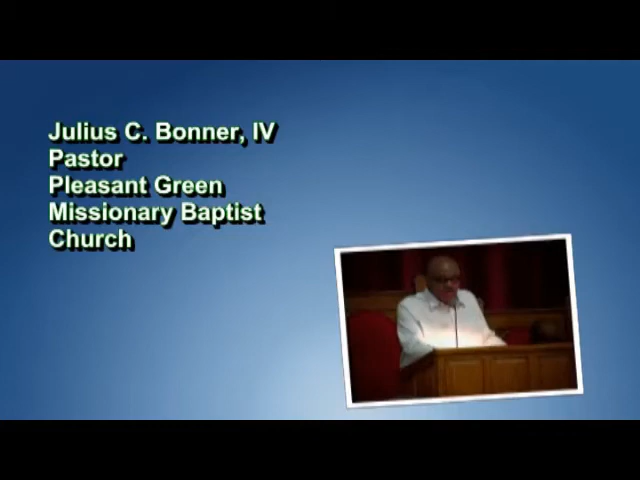 Julius C. Bonner, IV
Pastor
Pleasant Green
Missionary Baptist
Church